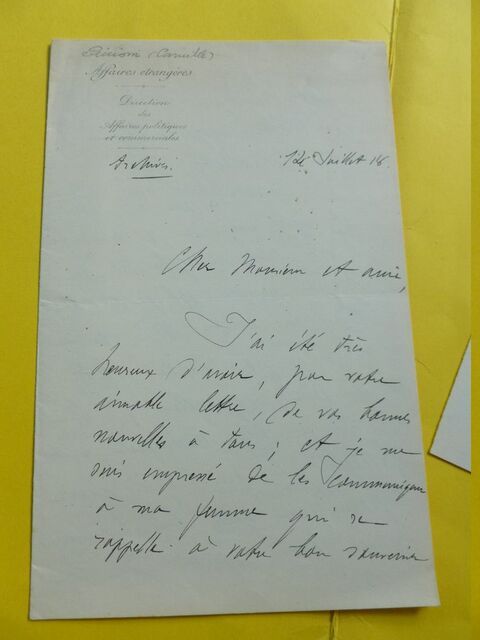 (Camille)
Affaires étrangères
Direction
des
Affaires politiques
et commerciales
Archives.
12 Juillet 18
Cher Monsieur et ami,
J'ai été très
heureux d'avoir, par votre
aimable lettre, de vos bonnes
nouvelles à tous ; et je me
suis empressé de les communiquer
à ma femme qui se
rappelle à votre bon souvenir